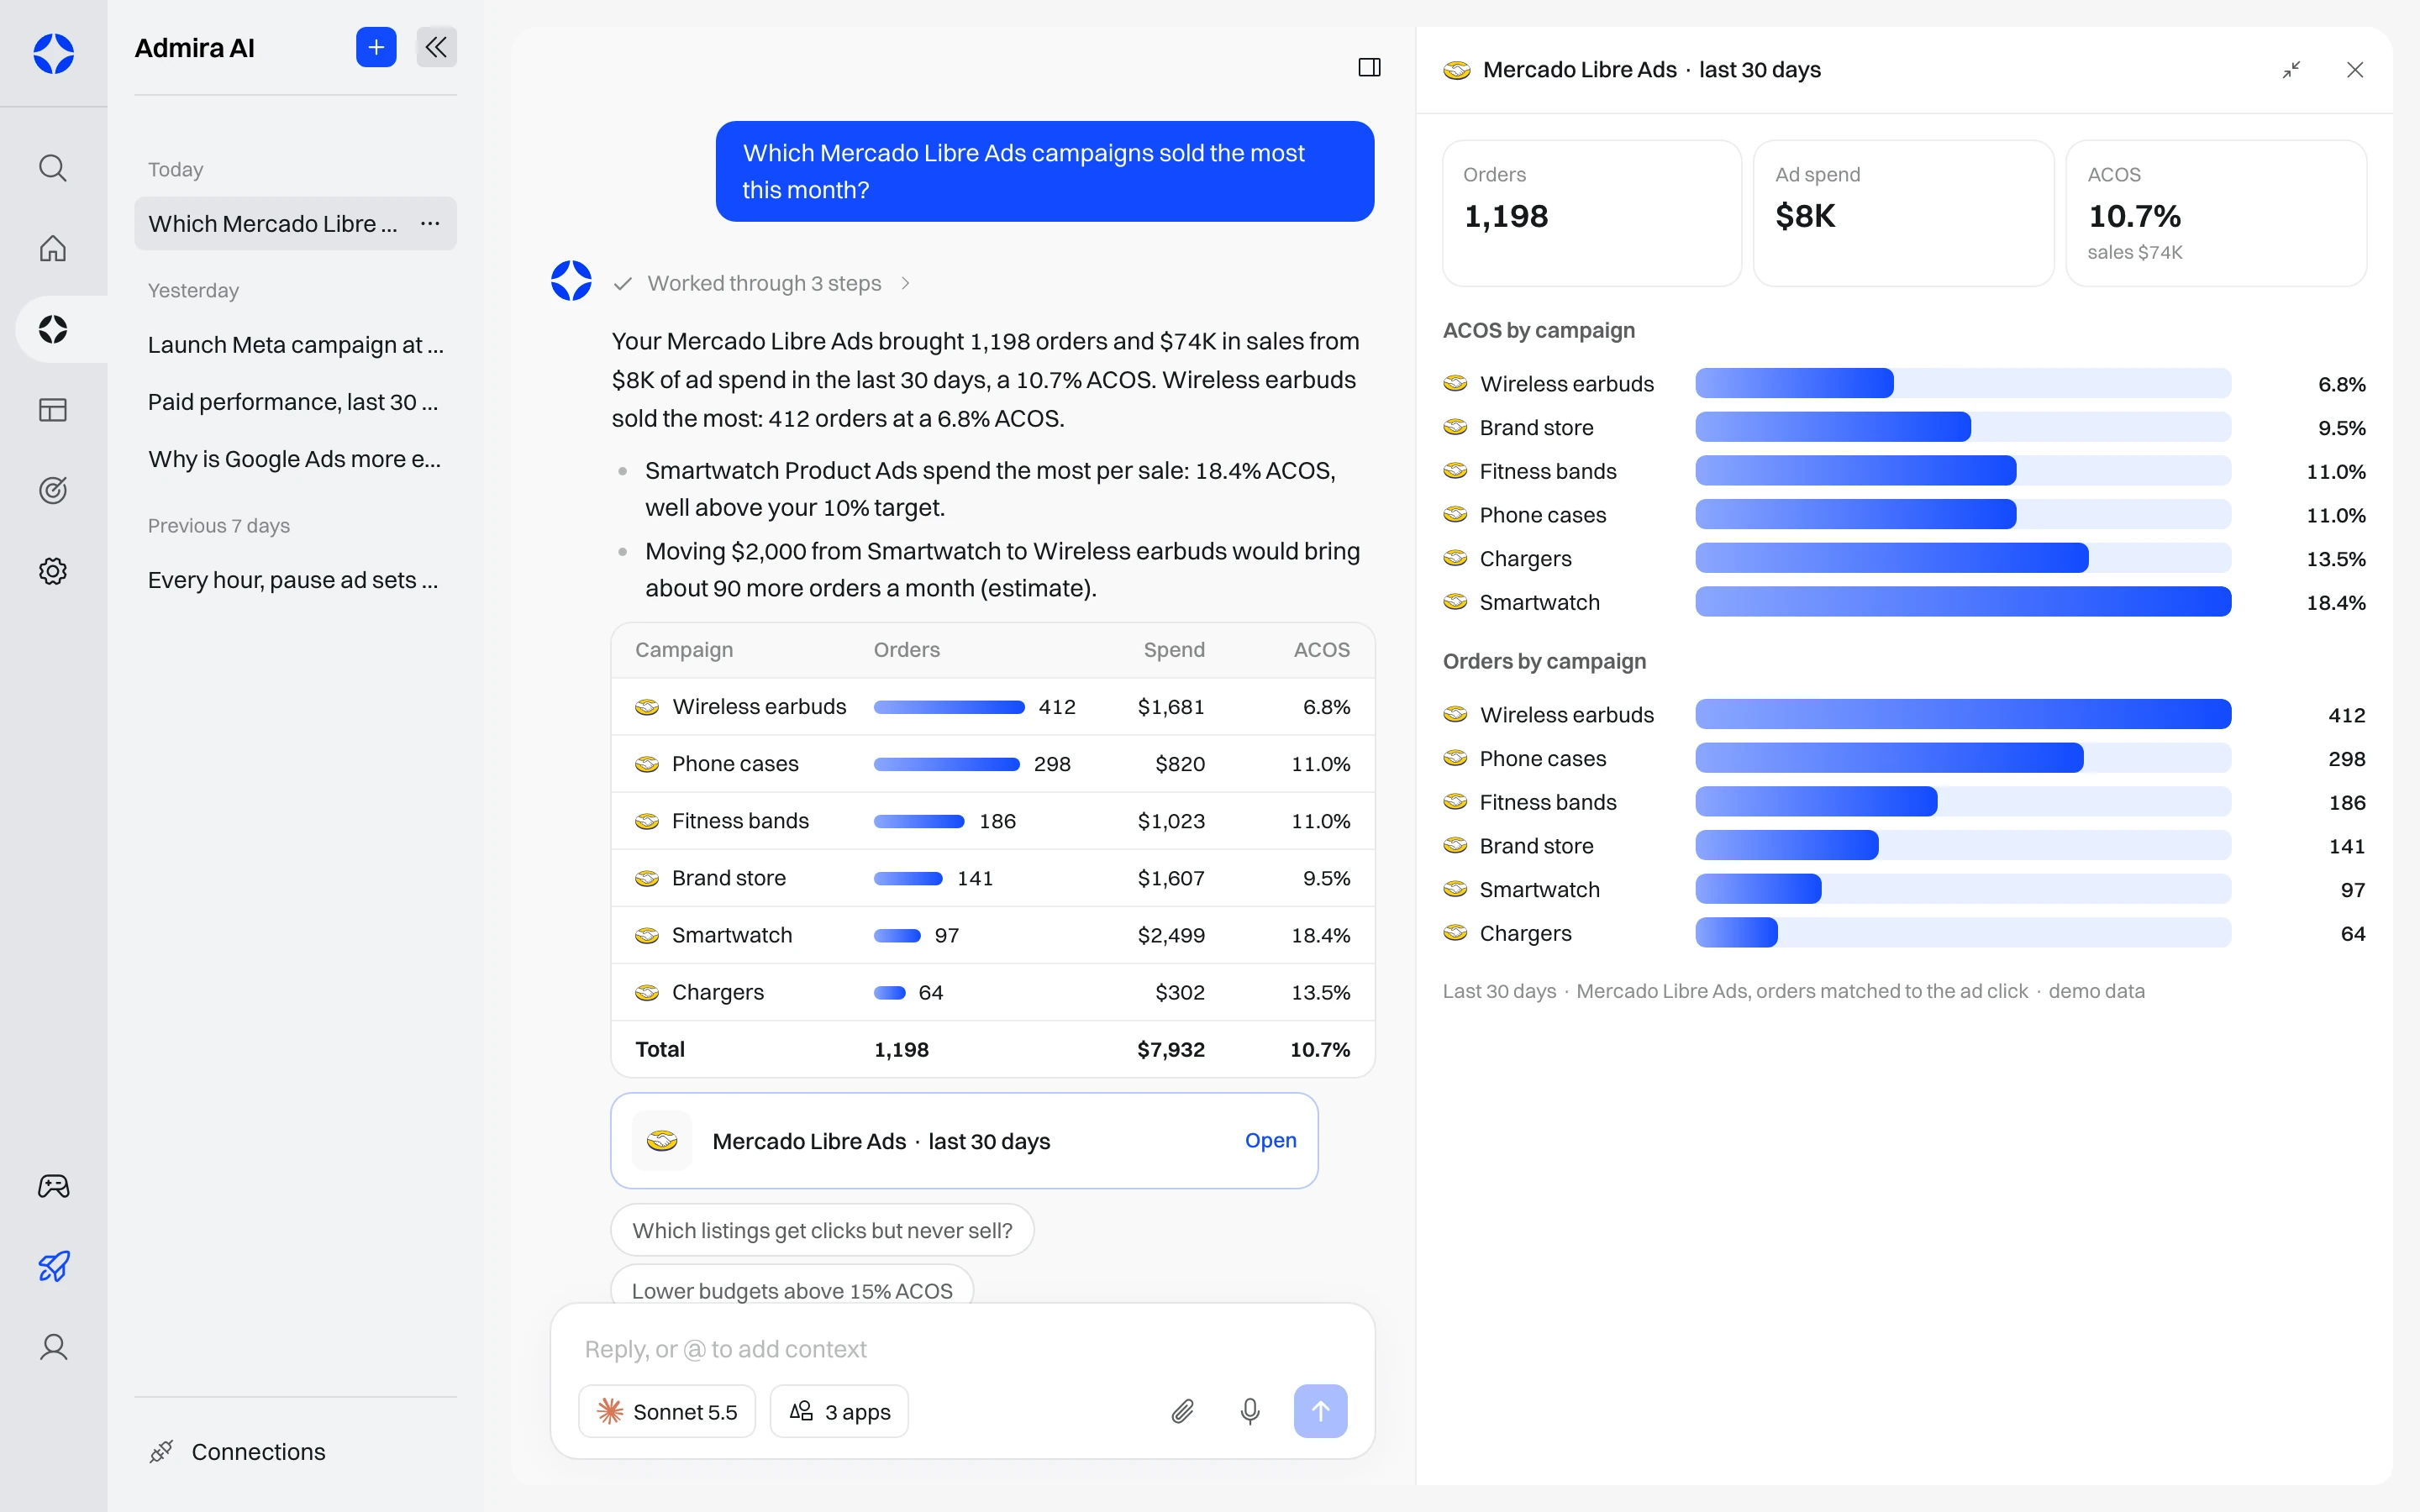 Admira AI
Today
Which Mercado Libre ...
Yesterday
Launch Meta campaign at ...
Paid performance, last 30 ...
Why is Google Ads more e...
Previous 7 days
Every hour, pause ad sets ...
Connections
Which Mercado Libre Ads campaigns sold the most
this month?
Worked through 3 steps
Your Mercado Libre Ads brought 1,198 orders and $74K in sales from
$8K of ad spend in the last 30 days, a 10.7% ACOS. Wireless earbuds
sold the most: 412 orders at a 6.8% ACOS.
Smartwatch Product Ads spend the most per sale: 18.4% ACOS,
well above your 10% target.
Moving $2,000 from Smartwatch to Wireless earbuds would bring
about 90 more orders a month (estimate).
Campaign Orders Spend ACOS
Wireless earbuds 412 $1,681 6.8%
Phone cases 298 $820 11.0%
Fitness bands 186 $1,023 11.0%
Brand store 141 $1,607 9.5%
Smartwatch 97 $2,499 18.4%
Chargers 64 $302 13.5%
Total 1,198 $7,932 10.7%
Mercado Libre Ads · last 30 days Open
Which listings get clicks but never sell?
Lower budgets above 15% ACOS
Reply, or @ to add context
Sonnet 5.5 3 apps
Mercado Libre Ads · last 30 days
Orders
1,198
Ad spend
$8K
ACOS
10.7%
sales $74K
ACOS by campaign
Wireless earbuds 6.8%
Brand store 9.5%
Fitness bands 11.0%
Phone cases 11.0%
Chargers 13.5%
Smartwatch 18.4%
Orders by campaign
Wireless earbuds 412
Phone cases 298
Fitness bands 186
Brand store 141
Smartwatch 97
Chargers 64
Last 30 days · Mercado Libre Ads, orders matched to the ad click · demo data